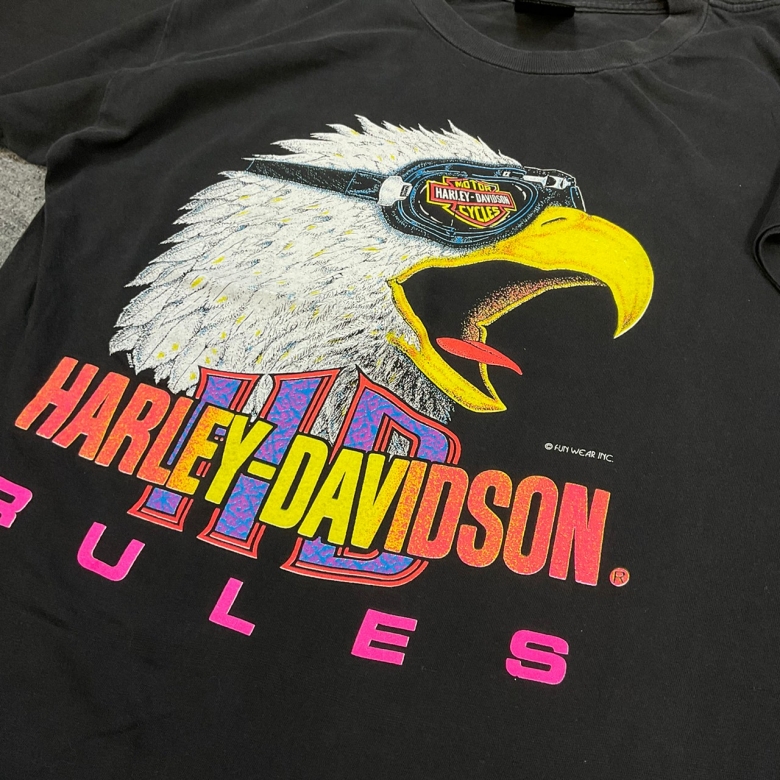 MOTOR
HARLEY-DAVIDSON
CYCLES
© FUN WEAR INC.
HD
HARLEY-DAVIDSON®
RULES